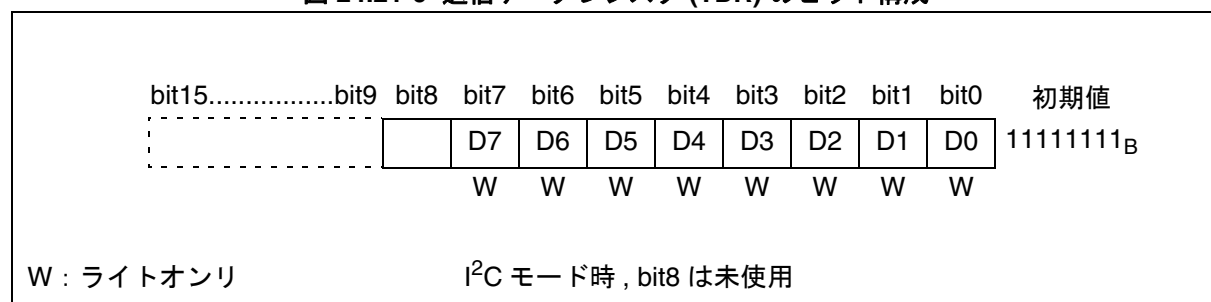 bit15.................bit9 bit8 bit7 bit6 bit5 bit4 bit3 bit2 bit1 bit0 初期値
D7 D6 D5 D4 D3 D2 D1 D0 11111111B
W W W W W W W W
W：ライトオンリ I2C モード時 , bit8 は未使用